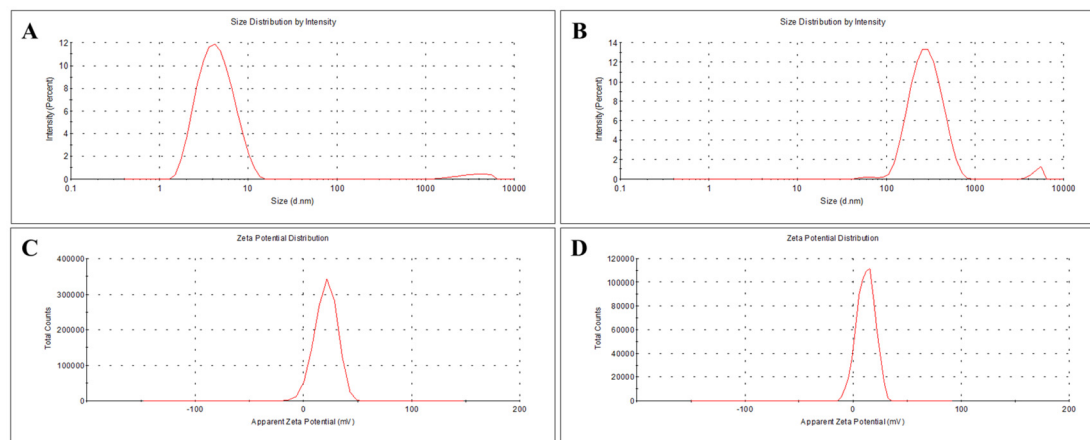 A
Size Distribution by Intensity
12
10
8
6
4
2
0
Intensity (Percent)
0.1 1 10 100 1000 10000
Size (d.nm)
B
Size Distribution by Intensity
14
12
10
8
6
4
2
0
Intensity (Percent)
0.1 1 10 100 1000 10000
Size (d.nm)
C
Zeta Potential Distribution
400000
300000
200000
100000
0
Total Counts
-100 0 100 200
Apparent Zeta Potential (mV)
D
Zeta Potential Distribution
120000
100000
80000
60000
40000
20000
0
Total Counts
-100 0 100 200
Apparent Zeta Potential (mV)